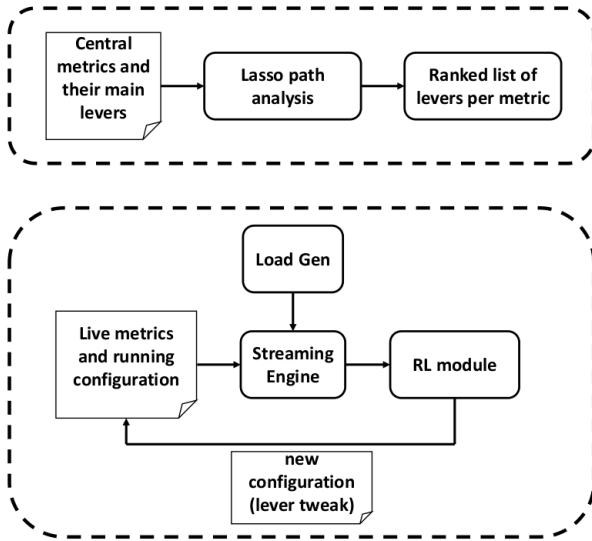 Central
metrics and
their main
levers
Lasso path
analysis
Ranked list of
levers per metric
Load Gen
Live metrics
and running
configuration
Streaming
Engine
RL module
new
configuration
(lever tweak)